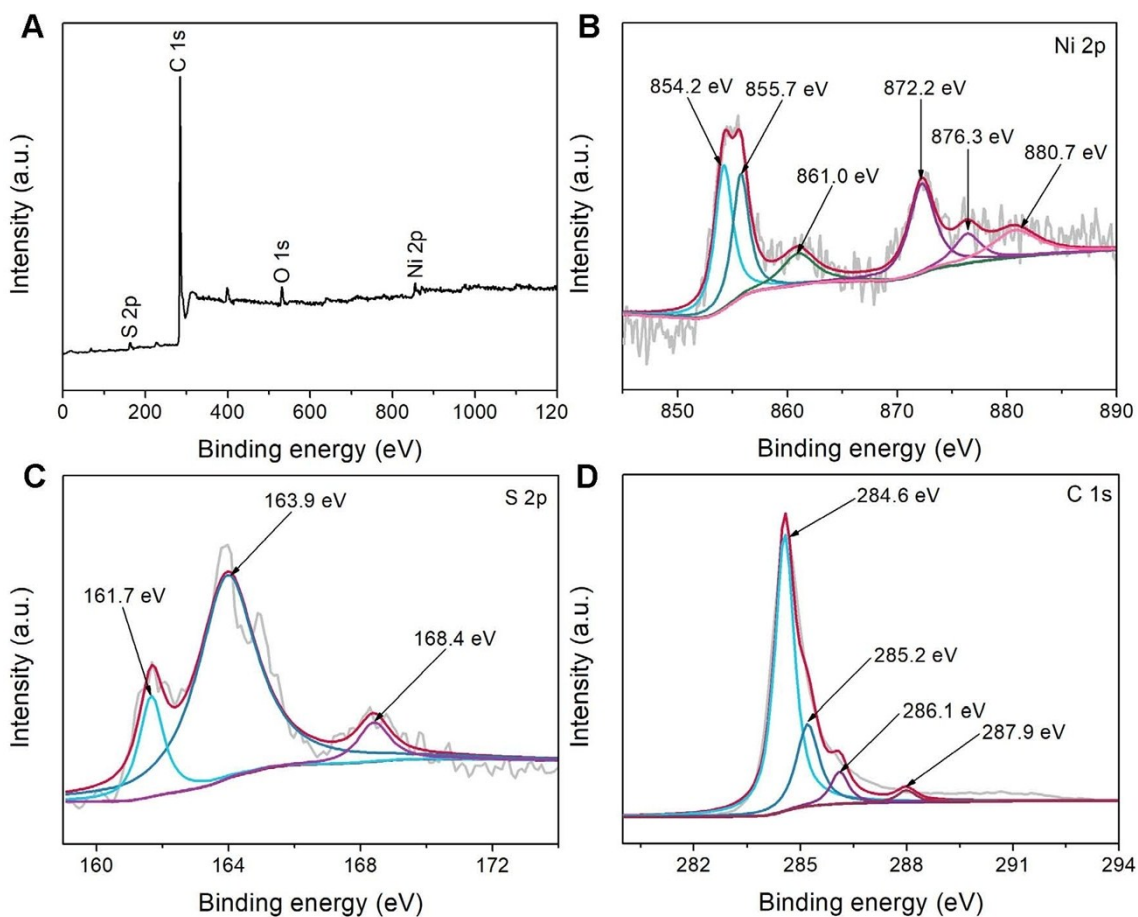 A
C 1s
S 2p
O 1s
Ni 2p
Intensity (a.u.)
0 200 400 600 800 1000 120
Binding energy (eV)
B
Ni 2p
854.2 eV
855.7 eV
861.0 eV
872.2 eV
876.3 eV
880.7 eV
Intensity (a.u.)
850 860 870 880 890
Binding energy (eV)
C
S 2p
163.9 eV
161.7 eV
168.4 eV
Intensity (a.u.)
160 164 168 172
Binding energy (eV)
D
C 1s
284.6 eV
285.2 eV
286.1 eV
287.9 eV
Intensity (a.u.)
282 285 288 291 294
Binding energy (eV)